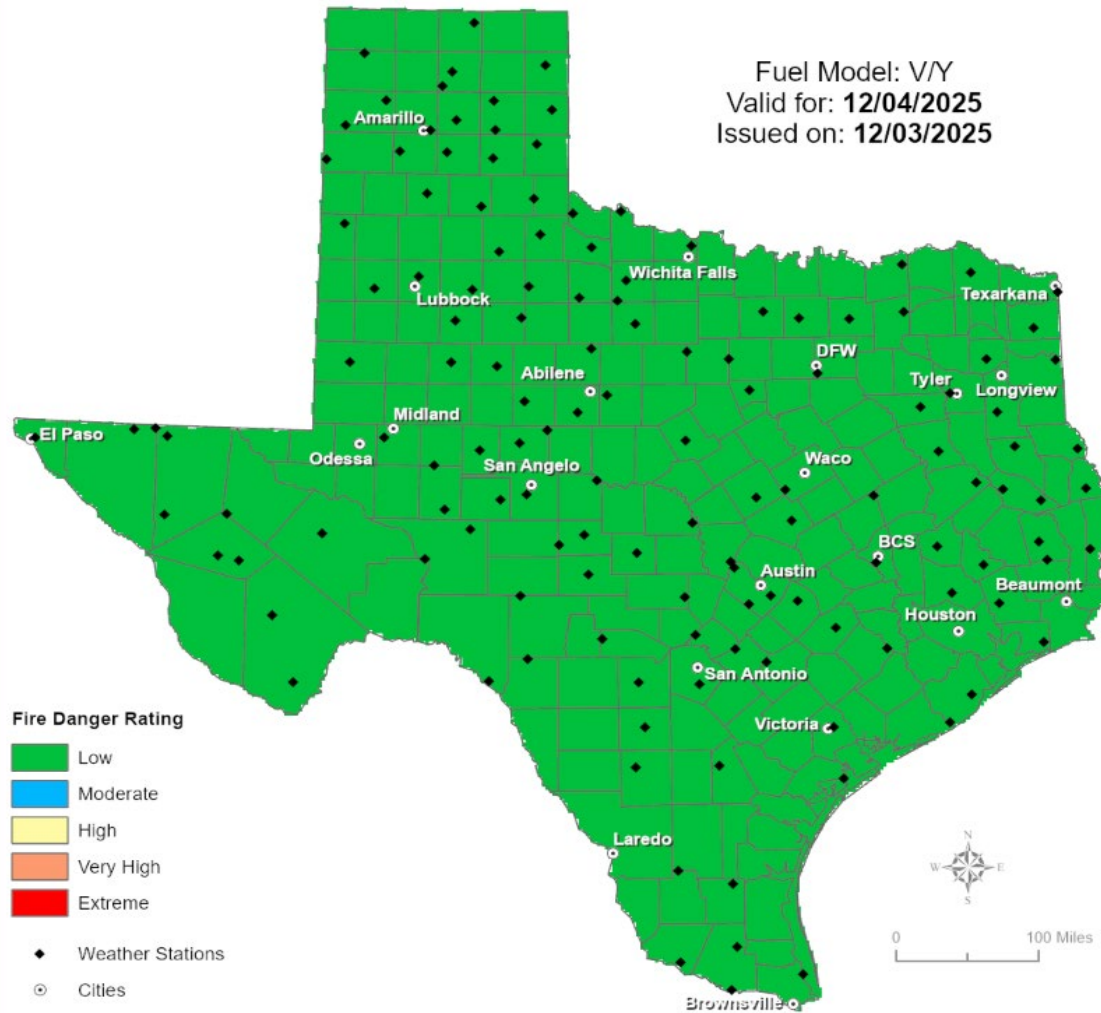 Fuel Model: V/Y
Valid for: 12/04/2025
Issued on: 12/03/2025
Amarillo
Wichita Falls
Lubbock
Texarkana
DFW
Abilene
Tyler
Longview
Midland
El Paso
Odessa
San Angelo
Waco
BCS
Austin
Beaumont
Houston
San Antonio
Victoria
Laredo
Brownsville
Fire Danger Rating
Low
Moderate
High
Very High
Extreme
Weather Stations
Cities
N
W E
S
0 100 Miles